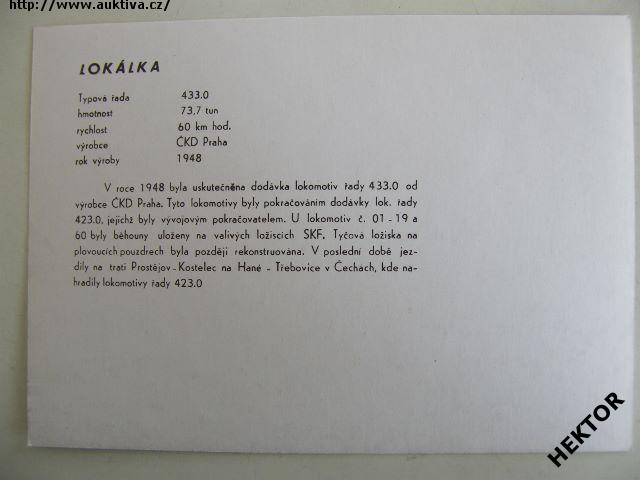 http://www.auktiva.cz/
LOKÁLKA
Typová řada 433.0
hmotnost 73,7 tun
rychlost 60 km hod.
výrobce ČKD Praha
rok výroby 1948
V roce 1948 byla uskutečněna dodávka lokomotiv řady 433.0 od
výrobce ČKD Praha. Tyto lokomotivy byly pokračováním dodávky lok. řady
423.0, jejichž byly vývojovým pokračovatelem. U lokomotiv č. 01 - 19 a
60 byly běhouny uloženy na valivých ložiscích SKF. Tyčová ložiska na
plovoucích pouzdrech byla později rekonstruována. V poslední době jez-
dily na trati Prostějov - Kostelec na Hané - Třebovice v Čechách, kde na-
hradily lokomotivy řady 423.0
HEKTOR